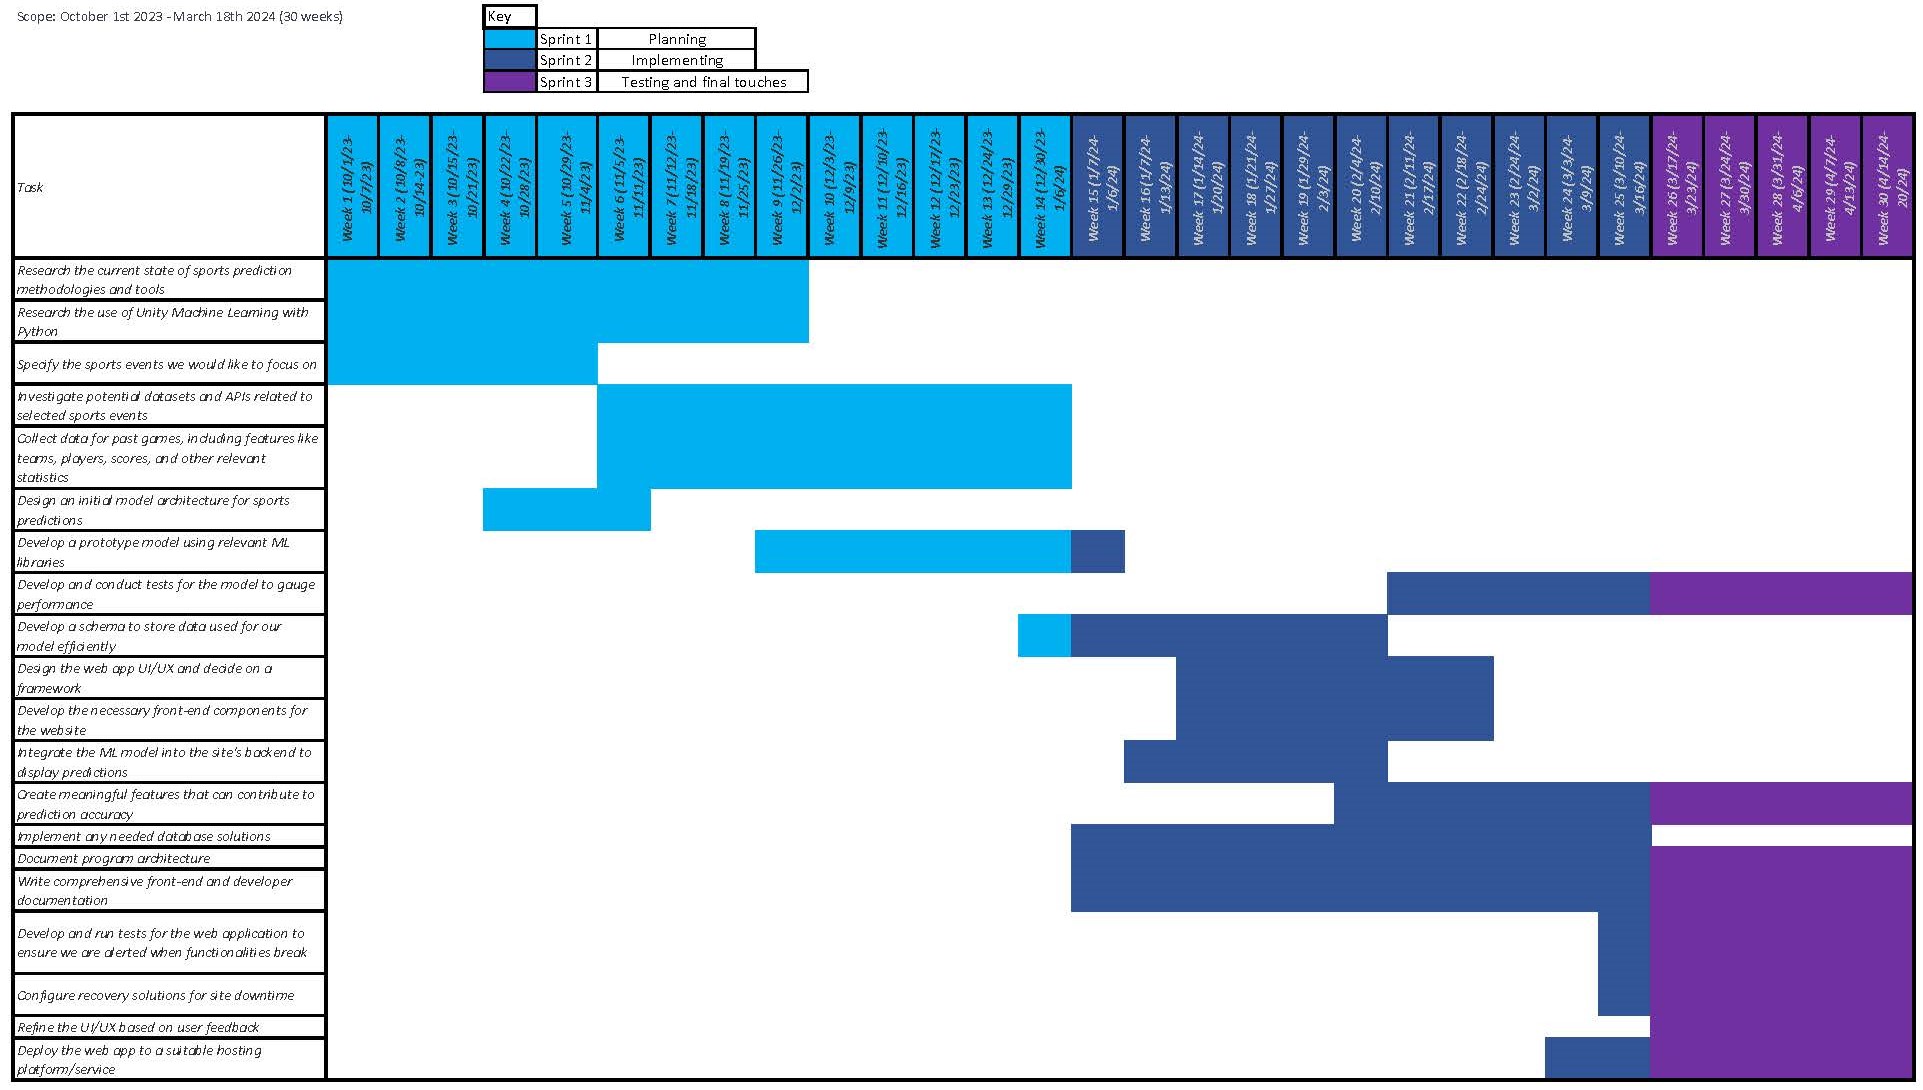 Scope: October 1st 2023 - March 18th 2024 (30 weeks)
Key
Sprint 1 Planning
Sprint 2 Implementing
Sprint 3 Testing and final touches
Task
Week 1 (10/1/23-
10/7/23)
Week 2 (10/8/23-
10/14-23)
Week 3 (10/15/23-
10/21/23)
Week 4 (10/22/23-
10/28/23)
Week 5 (10/29/23-
11/4/23)
Week 6 (11/5/23-
11/11/23)
Week 7 (11/12/23-
11/18/23)
Week 8 (11/19/23-
11/25/23)
Week 9 (11/26/23-
12/2/23)
Week 10 (12/3/23-
12/9/23)
Week 11 (12/10/23-
12/16/23)
Week 12 (12/17/23-
12/23/23)
Week 13 (12/24/23-
12/29/23)
Week 14 (12/30/23-
1/6/24)
Week 15 (1/7/24-
1/6/24)
Week 16 (1/7/24-
1/13/24)
Week 17 (1/14/24-
1/20/24)
Week 18 (1/21/24-
1/27/24)
Week 19 (1/29/24-
2/3/24)
Week 20 (2/4/24-
2/10/24)
Week 21 (2/11/24-
2/17/24)
Week 22 (2/18/24-
2/24/24)
Week 23 (2/24/24-
3/2/24)
Week 24 (3/3/24-
3/9/24)
Week 25 (3/10/24-
3/16/24)
Week 26 (3/17/24-
3/23/24)
Week 27 (3/24/24-
3/30/24)
Week 28 (3/31/24-
4/6/24)
Week 29 (4/7/24-
4/13/24)
Week 30 (4/14/24-
20/24)
Research the current state of sports prediction
methodologies and tools
Research the use of Unity Machine Learning with
Python
Specify the sports events we would like to focus on
Investigate potential datasets and APIs related to
selected sports events
Collect data for past games, including features like
teams, players, scores, and other relevant
statistics
Design an initial model architecture for sports
predictions
Develop a prototype model using relevant ML
libraries
Develop and conduct tests for the model to gauge
performance
Develop a schema to store data used for our
model efficiently
Design the web app UI/UX and decide on a
framework
Develop the necessary front-end components for
the website
Integrate the ML model into the site's backend to
display predictions
Create meaningful features that can contribute to
prediction accuracy
Implement any needed database solutions
Document program architecture
Write comprehensive front-end and developer
documentation
Develop and run tests for the web application to
ensure we are alerted when functionalities break
Configure recovery solutions for site downtime
Refine the UI/UX based on user feedback
Deploy the web app to a suitable hosting
platform/service